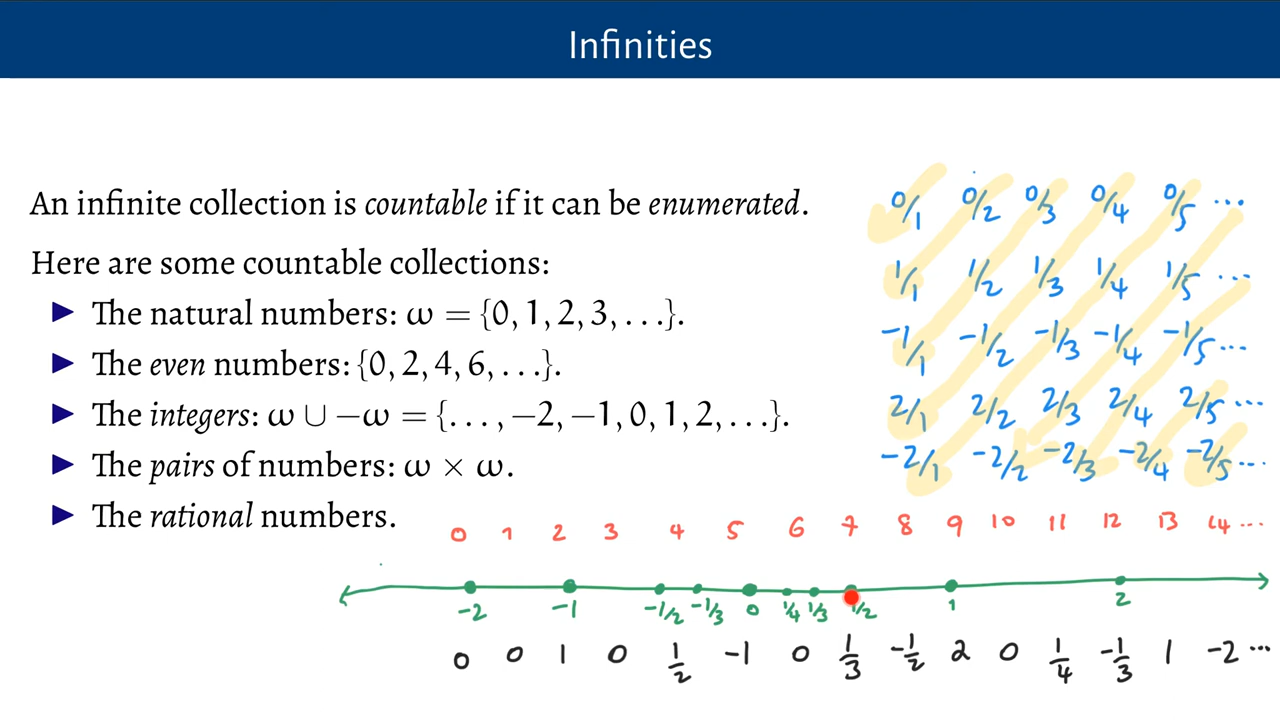 Infinities
An infinite collection is countable if it can be enumerated.
Here are some countable collections:
▶ The natural numbers: ω = {0, 1, 2, 3, . . .}.
▶ The even numbers: {0, 2, 4, 6, . . .}.
▶ The integers: ω ∪ −ω = {. . . , −2, −1, 0, 1, 2, . . .}.
▶ The pairs of numbers: ω × ω.
▶ The rational numbers.
0/1 0/2 0/3 0/4 0/5 ...
1/1 1/2 1/3 1/4 1/5 ...
-1/1 -1/2 -1/3 -1/4 -1/5 ...
2/1 2/2 2/3 2/4 2/5 ...
-2/1 -2/2 -2/3 -2/4 -2/5 ...
0 1 2 3 4 5 6 7 8 9 10 11 12 13 14 ...
-2 -1 -1/2 -1/3 0 1/4 1/3 1/2 1 2
0 0 1 0 1/2 -1 0 1/3 -1/2 2 0 1/4 -1/3 1 -2 ...